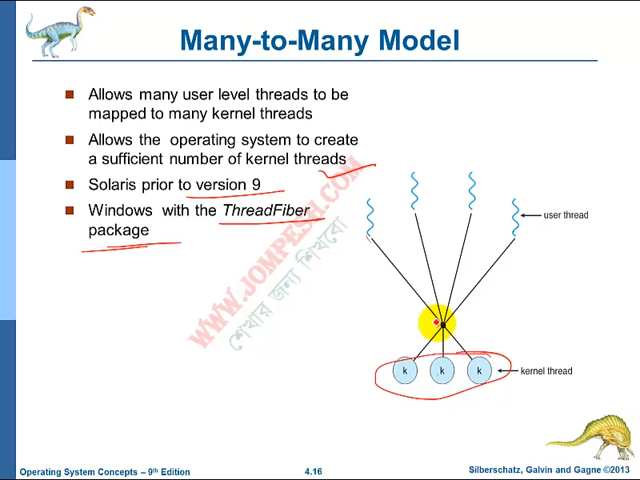 Many-to-Many Model
Allows many user level threads to be
mapped to many kernel threads
Allows the operating system to create
a sufficient number of kernel threads
Solaris prior to version 9
Windows with the ThreadFiber
package
WWW.JOMPESH.COM
শেখার জন্য শিখবো
user thread
k k k
kernel thread
Operating System Concepts – 9th Edition
4.16
Silberschatz, Galvin and Gagne ©2013